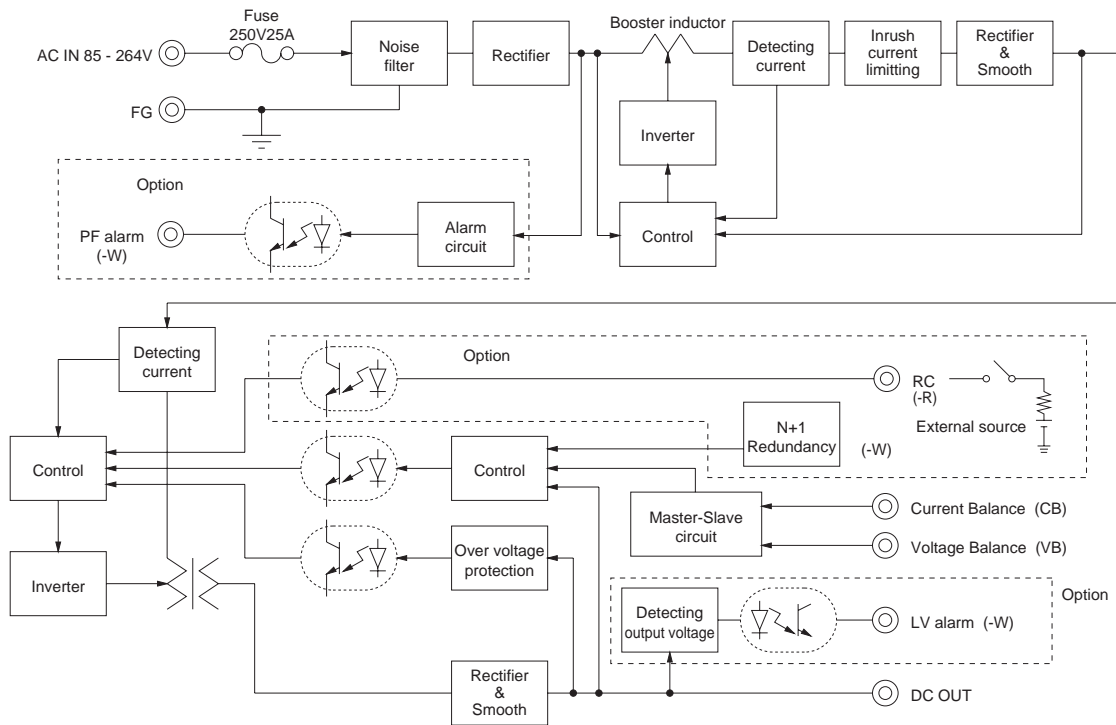 Fuse
250V25A
AC IN 85 - 264V
Noise
filter
Rectifier
Booster inductor
Detecting
current
Inrush
current
limitting
Rectifier
&
Smooth
FG
Inverter
Option
PF alarm
(-W)
Alarm
circuit
Control
Detecting
current
Option
RC
(-R)
External source
N+1
Redundancy
(-W)
Control
Control
Master-Slave
circuit
Current Balance (CB)
Voltage Balance (VB)
Inverter
Over voltage
protection
Option
Detecting
output voltage
LV alarm (-W)
Rectifier
&
Smooth
DC OUT